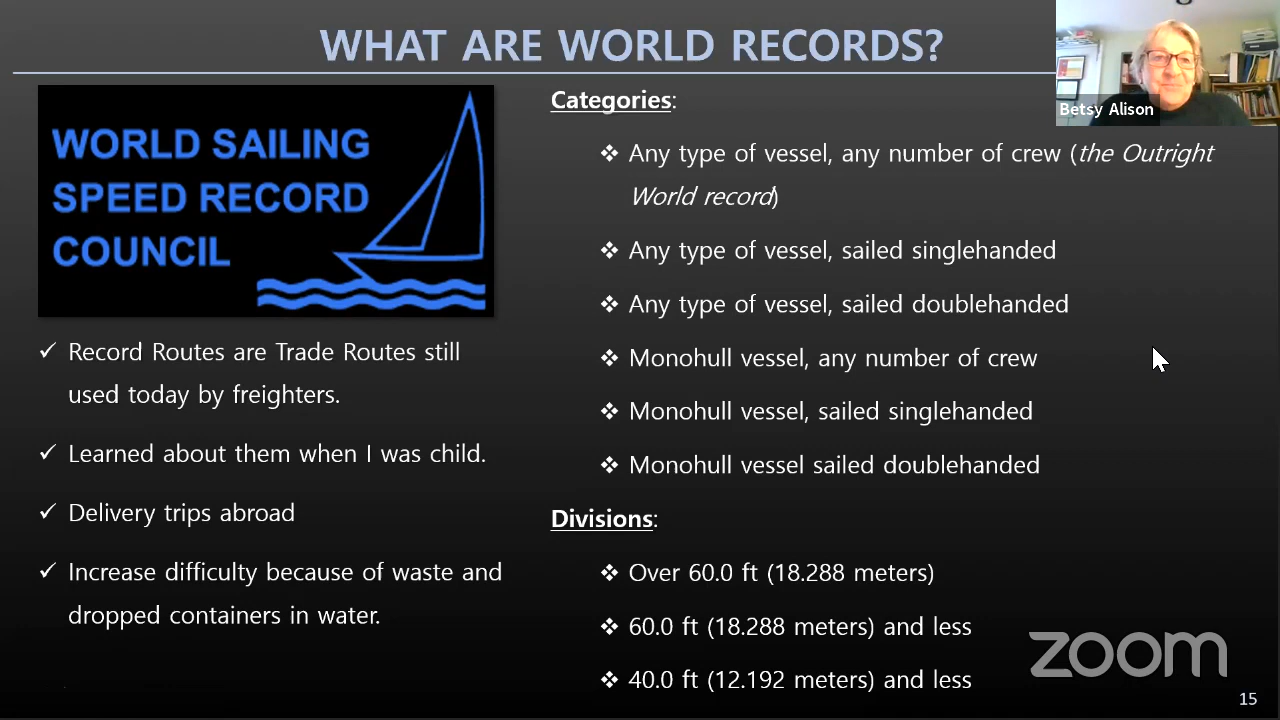 WHAT ARE WORLD RECORDS?
Betsy Alison
WORLD SAILING
SPEED RECORD
COUNCIL
✓ Record Routes are Trade Routes still
used today by freighters.
✓ Learned about them when I was child.
✓ Delivery trips abroad
✓ Increase difficulty because of waste and
dropped containers in water.
Categories:
❖ Any type of vessel, any number of crew (the Outright
World record)
❖ Any type of vessel, sailed singlehanded
❖ Any type of vessel, sailed doublehanded
❖ Monohull vessel, any number of crew
❖ Monohull vessel, sailed singlehanded
❖ Monohull vessel sailed doublehanded
Divisions:
❖ Over 60.0 ft (18.288 meters)
❖ 60.0 ft (18.288 meters) and less
❖ 40.0 ft (12.192 meters) and less
zoom
15